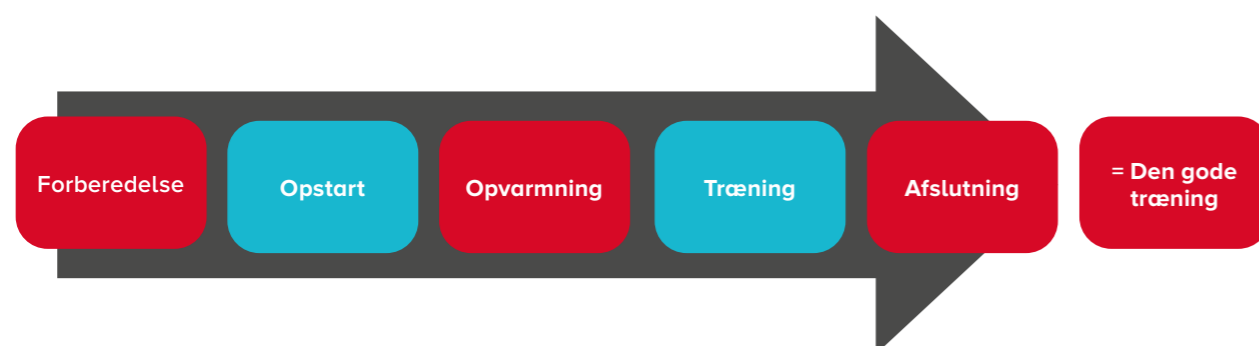 Forberedelse
Opstart
Opvarmning
Træning
Afslutning
= Den gode
træning